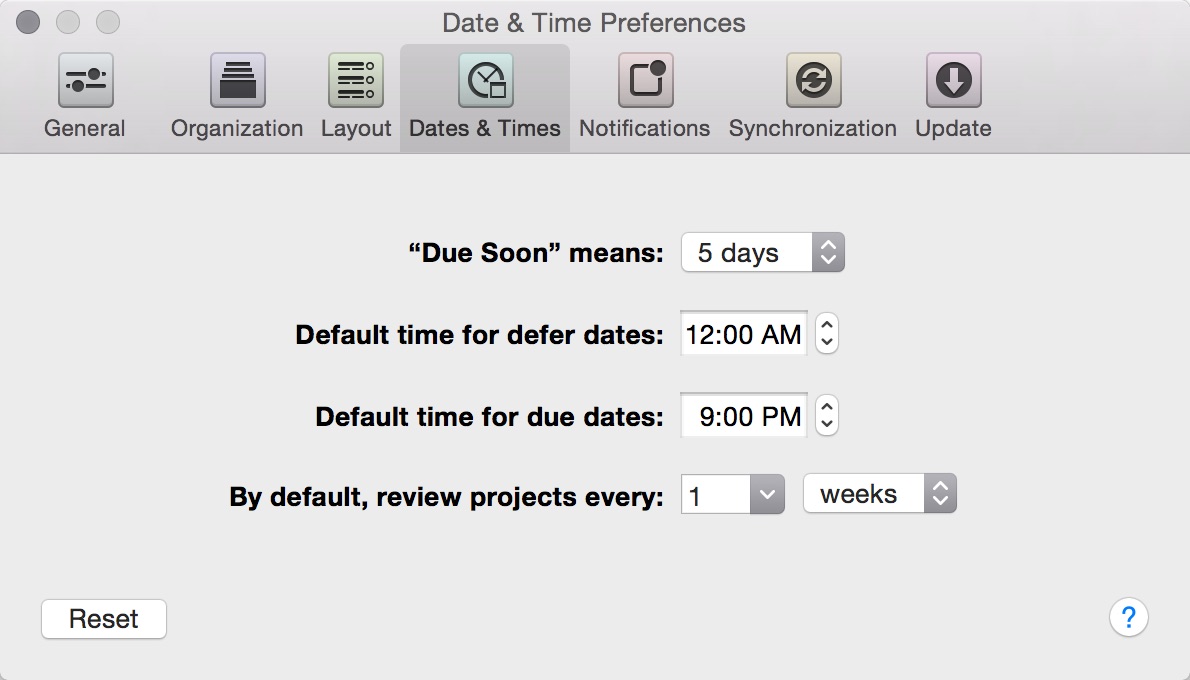 Date & Time Preferences
General Organization Layout Dates & Times Notifications Synchronization Update
“Due Soon” means: 5 days
Default time for defer dates: 12:00 AM
Default time for due dates: 9:00 PM
By default, review projects every: 1 weeks
Reset ?